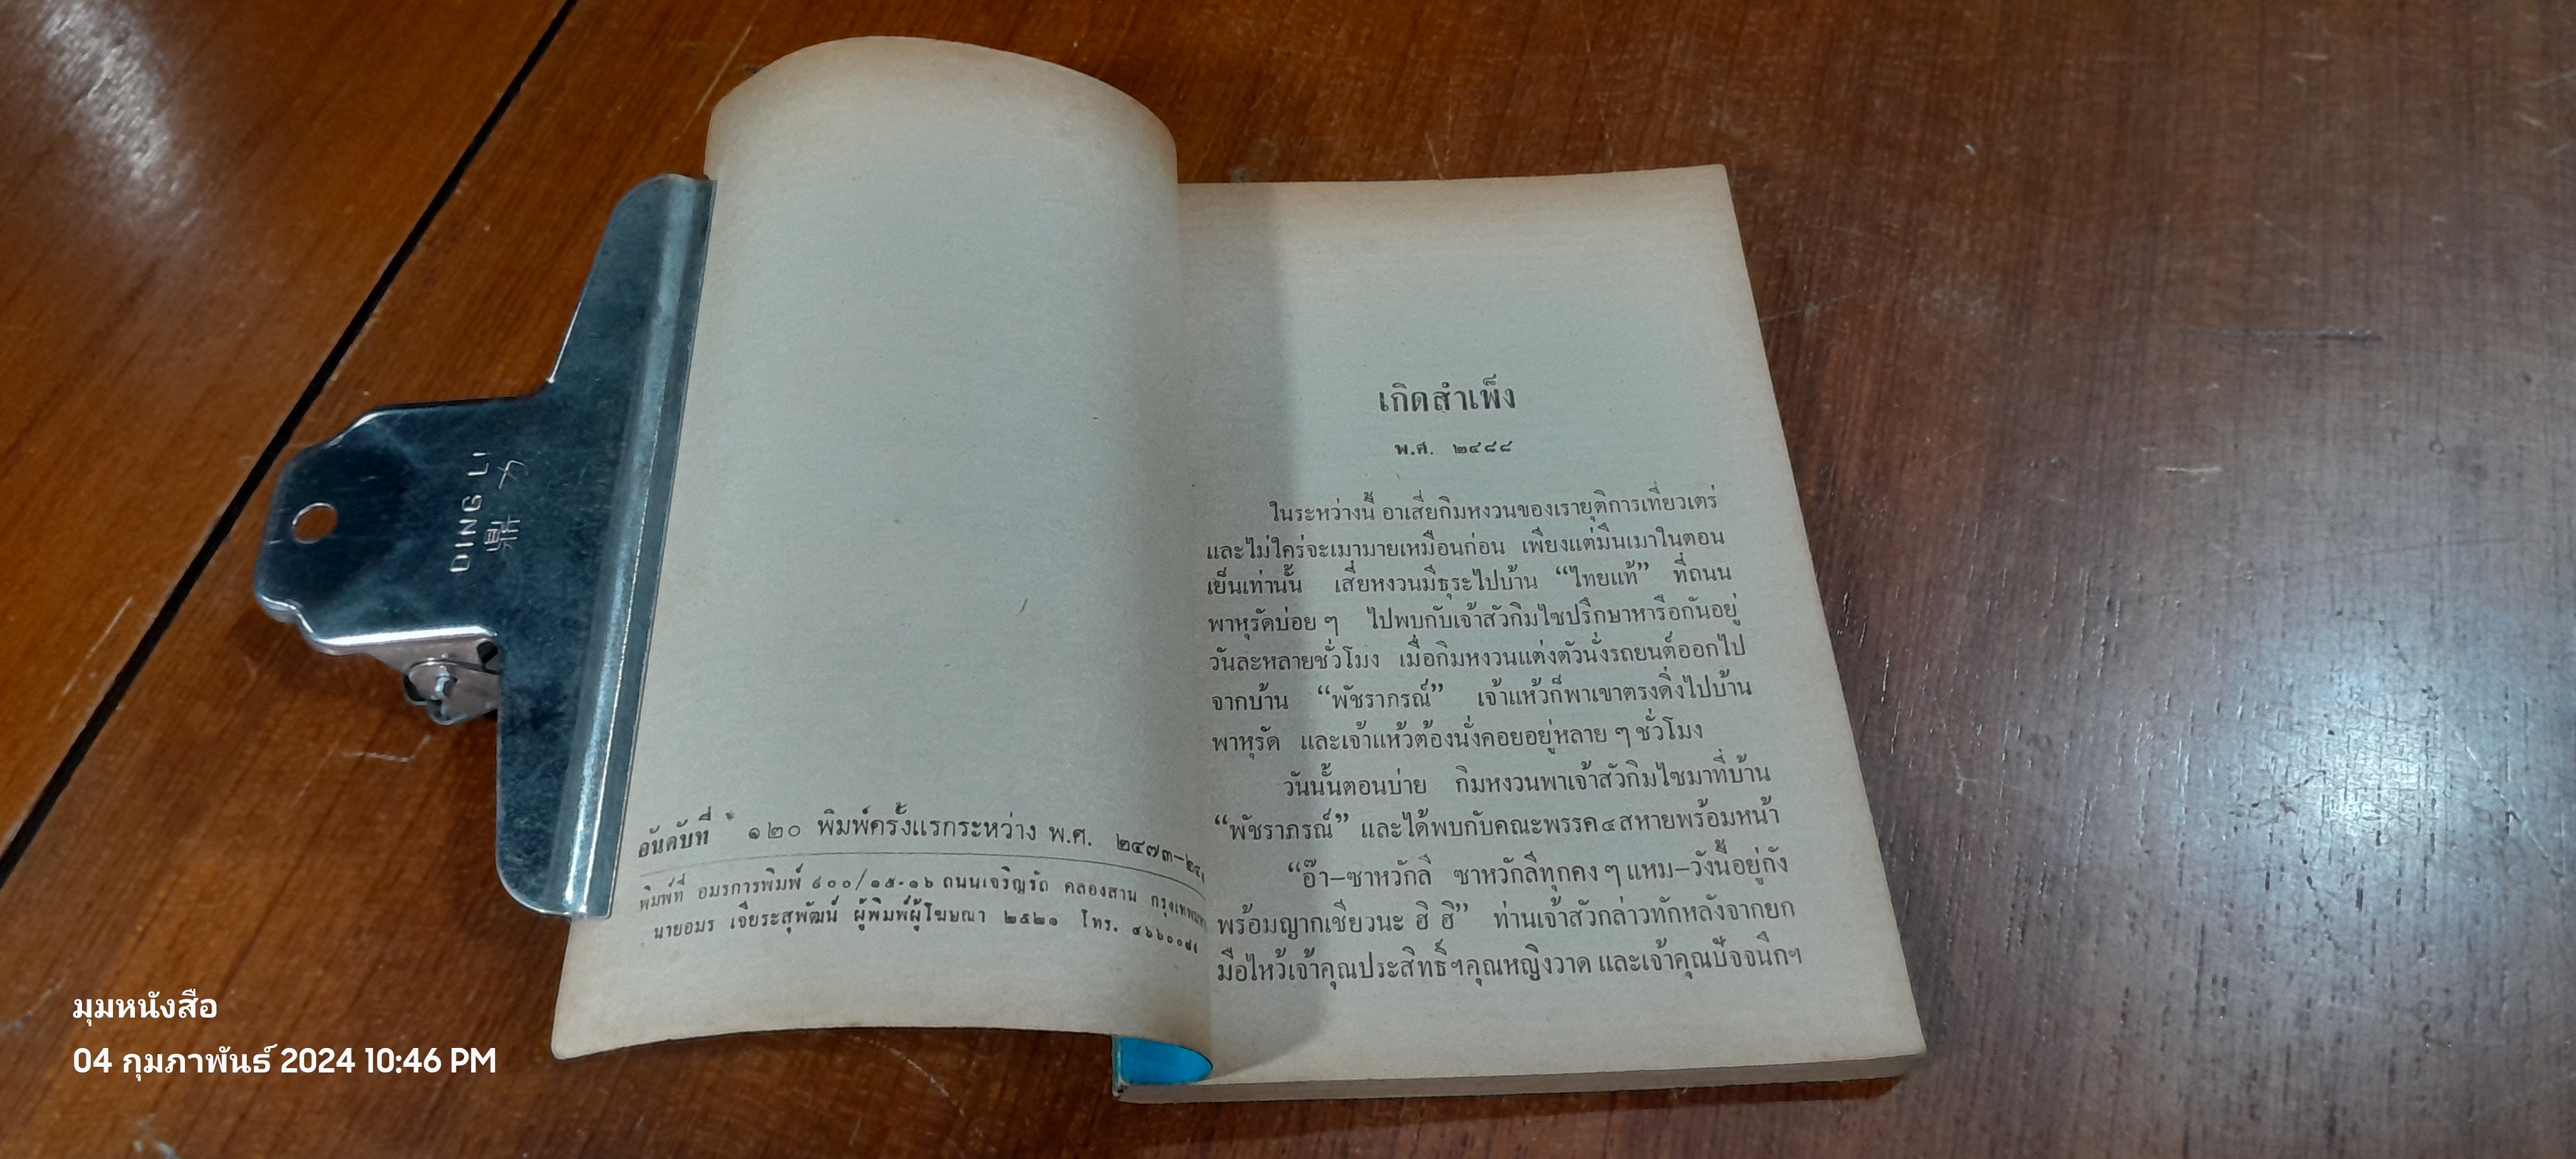 力 鼎
LI DING
อันดับที่ ๑๒๐ พิมพ์ครั้งแรกระหว่าง พ.ศ. ๒๔๗๓-
พิมพ์ที่ อมรการพิมพ์ ๘๐๐/๑๕-๑๖ ถนนเจริญรัถ คลองสาน
นายอมร เจียระสุพัฒน์ ผู้พิมพ์ผู้โฆษณา ๒๕๒๑ โทร.
เกิดสำเพ็ง
พ.ศ. ๒๔๘๘
ในระหว่างนี้ อาเสี่ยกิมหงวนของเรายุติการเที่ยวเตร่
และไม่ใคร่จะเมามายเหมือนก่อน เพียงแต่มึนเมาในตอน
เย็นเท่านั้น เสี่ยหงวนมีธุระไปบ้าน “ไทยแท้” ที่ถนน
พาหุรัดบ่อย ๆ ไปพบกับเจ้าสัวกิมไซปรึกษาหารือกันอยู่
วันละหลายชั่วโมง เมื่อกิมหงวนแต่งตัวนั่งรถยนต์ออกไป
จากบ้าน “พัชราภรณ์” เจ้าแห้วก็พาเขาตรงดิ่งไปบ้าน
พาหุรัด และเจ้าแห้วต้องนั่งคอยอยู่หลาย ๆ ชั่วโมง
วันนั้นตอนบ่าย กิมหงวนพาเจ้าสัวกิมไซมาที่บ้าน
“พัชราภรณ์” และได้พบกับคณะพรรค ๔ สหายพร้อมหน้า
“อ๊า–ซาหวักลี ซาหวักลีทุกคง ๆ แหม–วังนี้อยู่กัง
พร้อมญากเชียวนะ ฮิ ฮิ” ท่านเจ้าสัวกล่าวทักหลังจากยก
มือไหว้เจ้าคุณประสิทธิ์ฯคุณหญิงวาด และเจ้าคุณปัจจนึกฯ
มุมหนังสือ
04 กุมภาพันธ์ 2024 10:46 PM